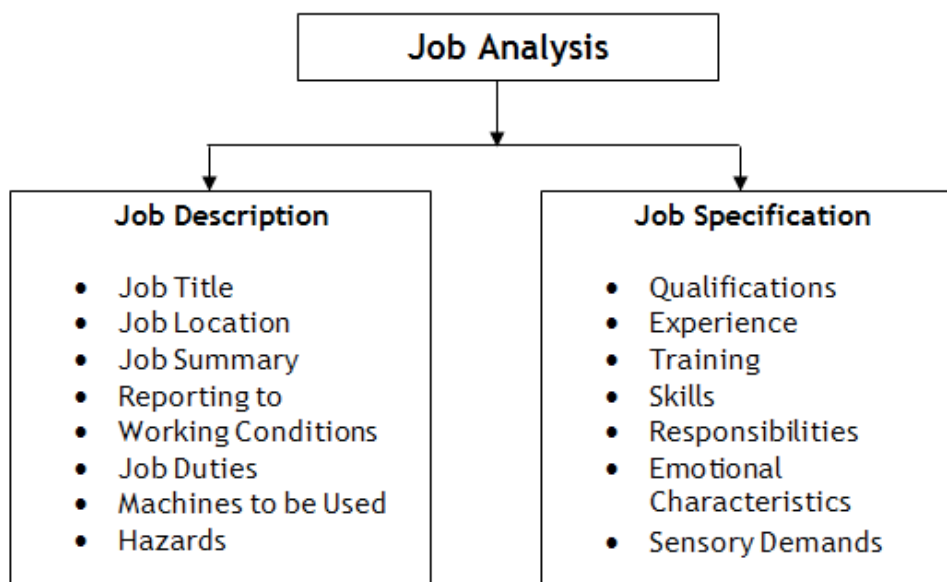 Job Analysis
Job Description
• Job Title
• Job Location
• Job Summary
• Reporting to
• Working Conditions
• Job Duties
• Machines to be Used
• Hazards
Job Specification
• Qualifications
• Experience
• Training
• Skills
• Responsibilities
• Emotional
Characteristics
• Sensory Demands